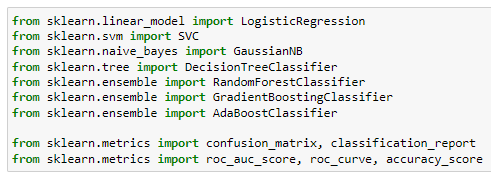 from sklearn.linear_model import LogisticRegression
from sklearn.svm import SVC
from sklearn.naive_bayes import GaussianNB
from sklearn.tree import DecisionTreeClassifier
from sklearn.ensemble import RandomForestClassifier
from sklearn.ensemble import GradientBoostingClassifier
from sklearn.ensemble import AdaBoostClassifier
from sklearn.metrics import confusion_matrix, classification_report
from sklearn.metrics import roc_auc_score, roc_curve, accuracy_score